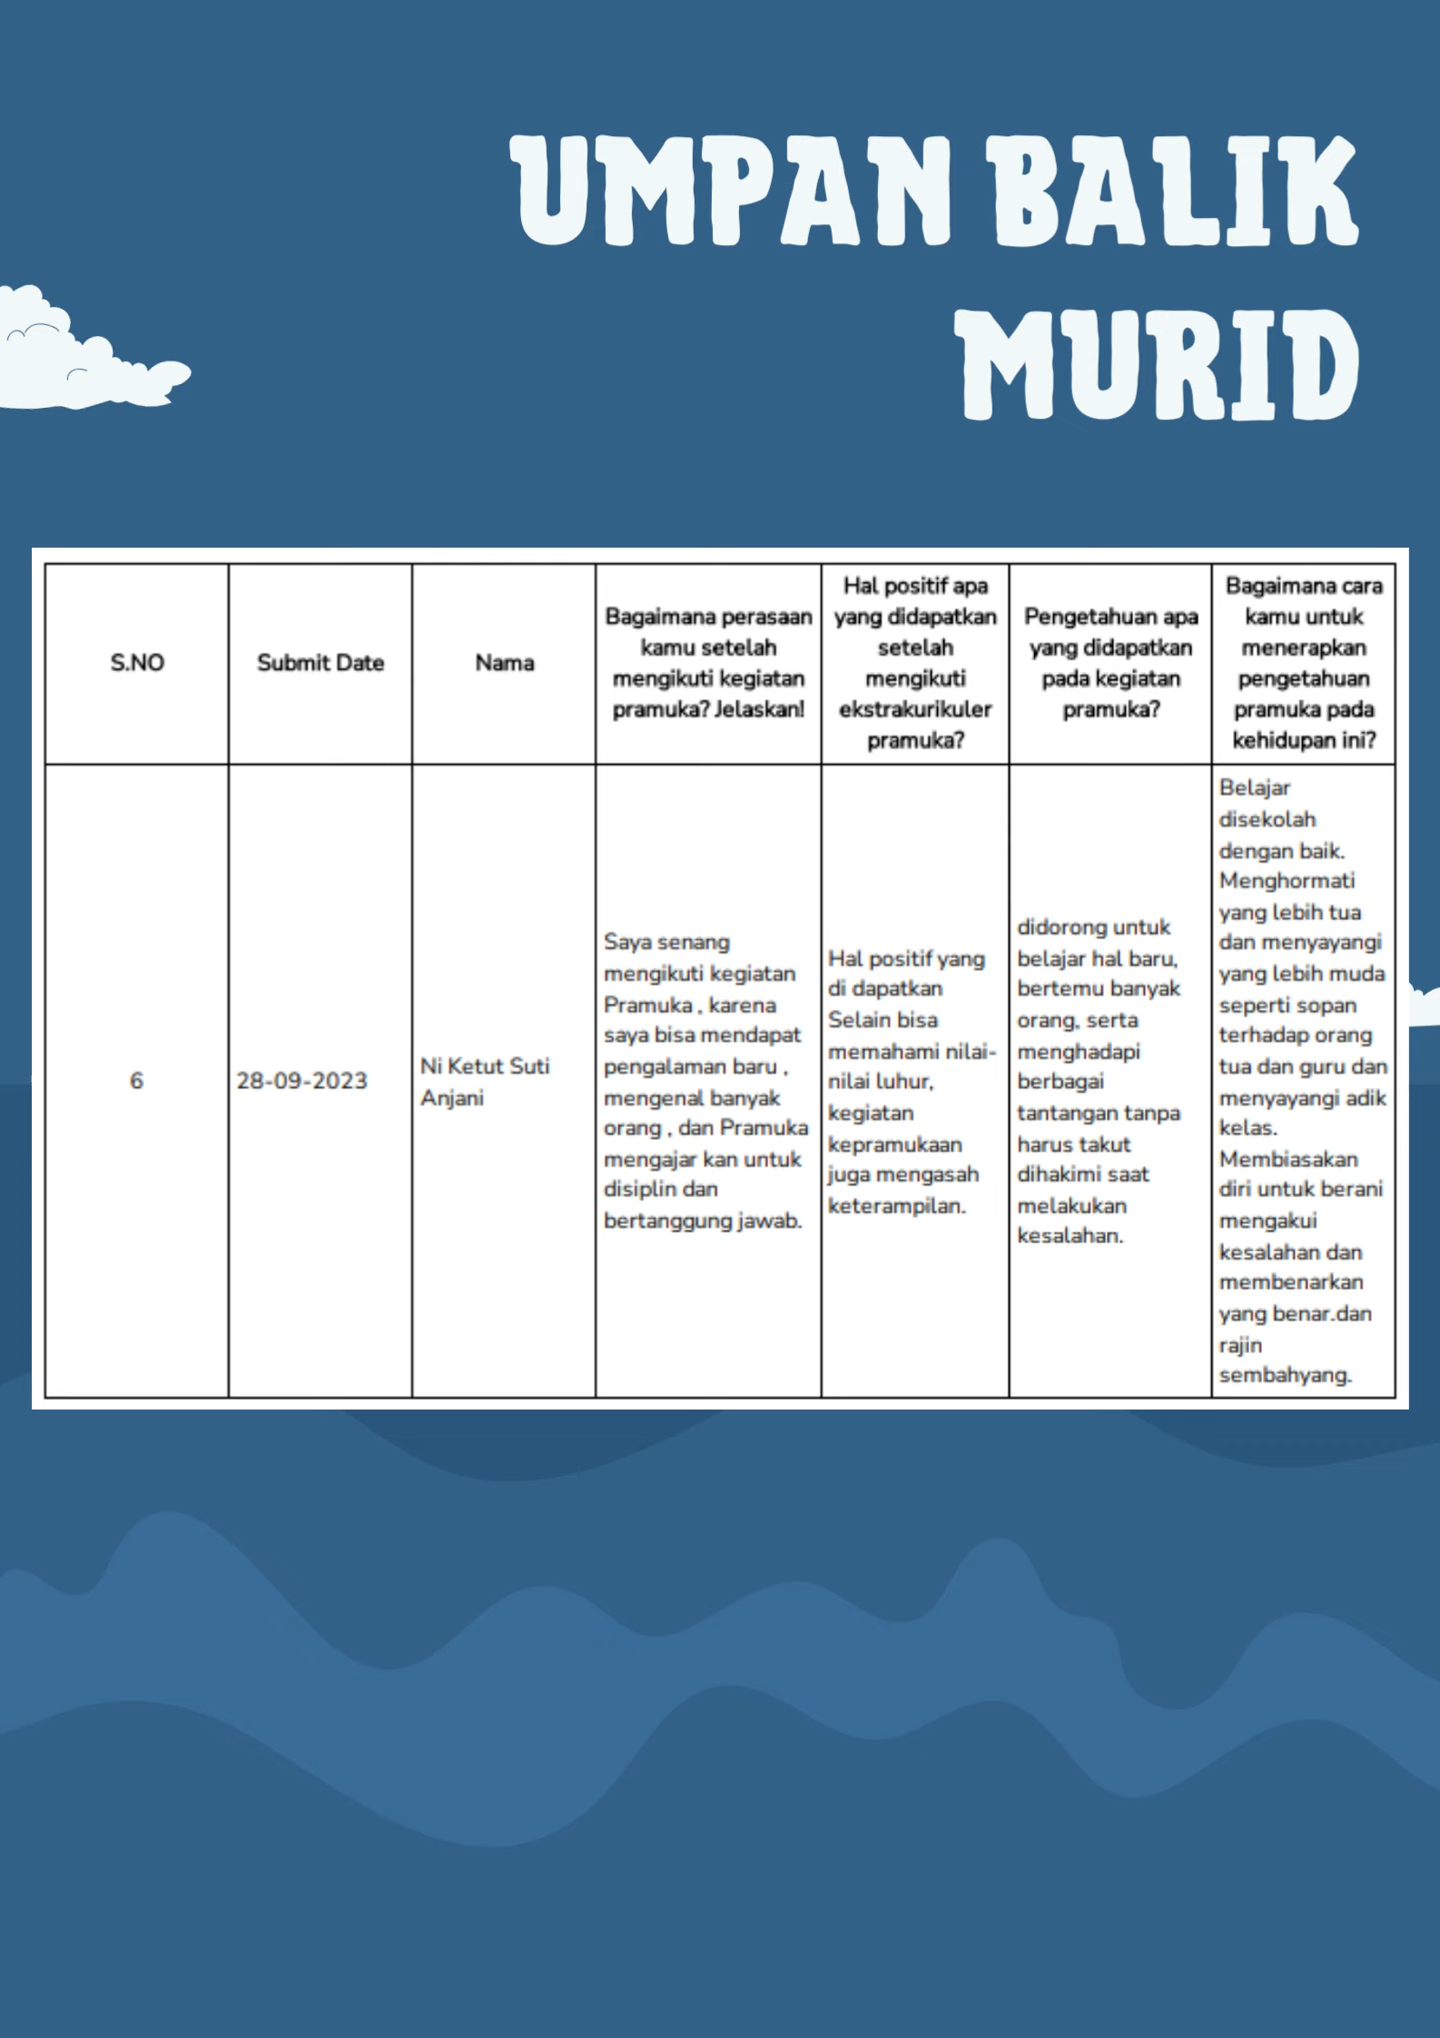 UMPAN BALIK
MURID
S.NO
Submit Date
Nama
Bagaimana perasaan
kamu setelah
mengikuti kegiatan
pramuka? Jelaskan!
Hal positif apa
yang didapatkan
setelah
mengikuti
ekstrakurikuler
pramuka?
Pengetahuan apa
yang didapatkan
pada kegiatan
pramuka?
Bagaimana cara
kamu untuk
menerapkan
pengetahuan
pramuka pada
kehidupan ini?
6
28-09-2023
Ni Ketut Suti
Anjani
Saya senang
mengikuti kegiatan
Pramuka , karena
saya bisa mendapat
pengalaman baru ,
mengenal banyak
orang , dan Pramuka
mengajar kan untuk
disiplin dan
bertanggung jawab.
Hal positif yang
di dapatkan
Selain bisa
memahami nilai-
nilai luhur,
kegiatan
kepramukaan
juga mengasah
keterampilan.
didorong untuk
belajar hal baru,
bertemu banyak
orang, serta
menghadapi
berbagai
tantangan tanpa
harus takut
dihakimi saat
melakukan
kesalahan.
Belajar
disekolah
dengan baik.
Menghormati
yang lebih tua
dan menyayangi
yang lebih muda
seperti sopan
terhadap orang
tua dan guru dan
menyayangi adik
kelas.
Membiasakan
diri untuk berani
mengakui
kesalahan dan
membenarkan
yang benar.dan
rajin
sembahyang.